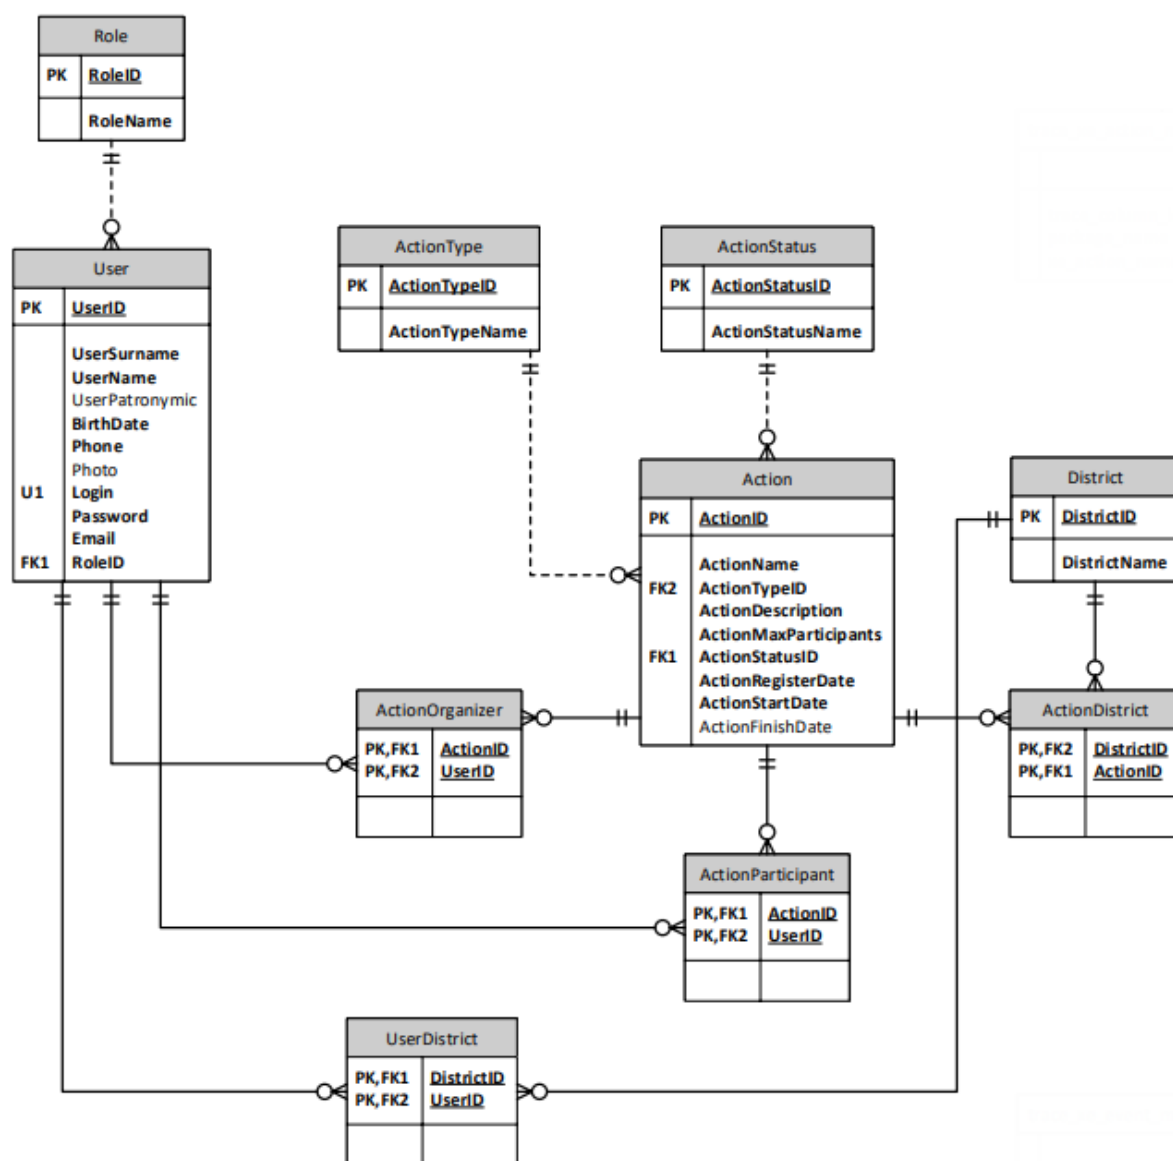 Role
PK RoleID
RoleName
User
PK UserID
UserSurname
UserName
UserPatronymic
BirthDate
Phone
Photo
U1 Login
Password
Email
FK1 RoleID
ActionType
PK ActionTypeID
ActionTypeName
ActionStatus
PK ActionStatusID
ActionStatusName
Action
PK ActionID
ActionName
FK2 ActionTypeID
ActionDescription
ActionMaxParticipants
FK1 ActionStatusID
ActionRegisterDate
ActionStartDate
ActionFinishDate
District
PK DistrictID
DistrictName
ActionOrganizer
PK,FK1 ActionID
PK,FK2 UserID
ActionDistrict
PK,FK2 DistrictID
PK,FK1 ActionID
ActionParticipant
PK,FK1 ActionID
PK,FK2 UserID
UserDistrict
PK,FK1 DistrictID
PK,FK2 UserID